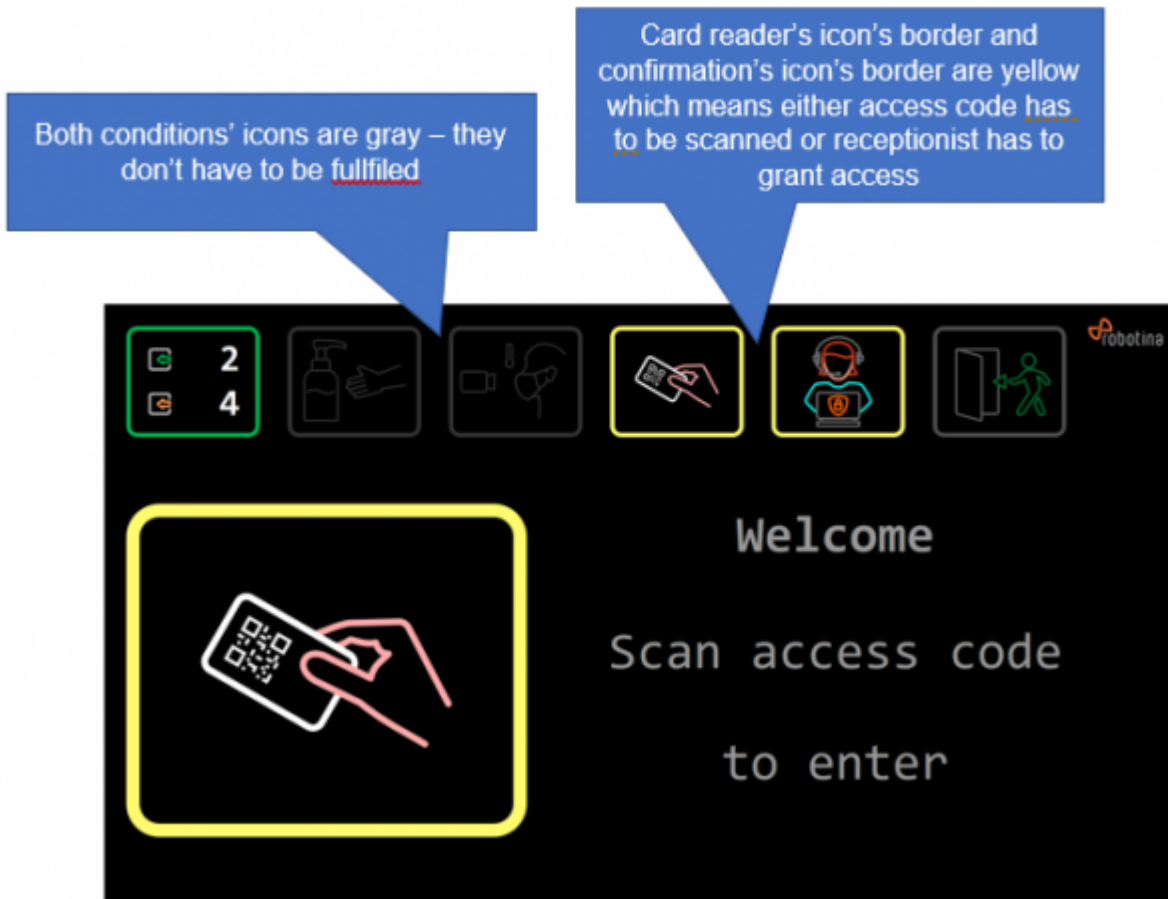 Card reader's icon's border and
confirmation's icon's border are yellow
which means either access code has
to be scanned or receptionist has to
grant access
Both conditions' icons are gray – they
don't have to be fullfiled
2
4
robotina
Welcome
Scan access code
to enter